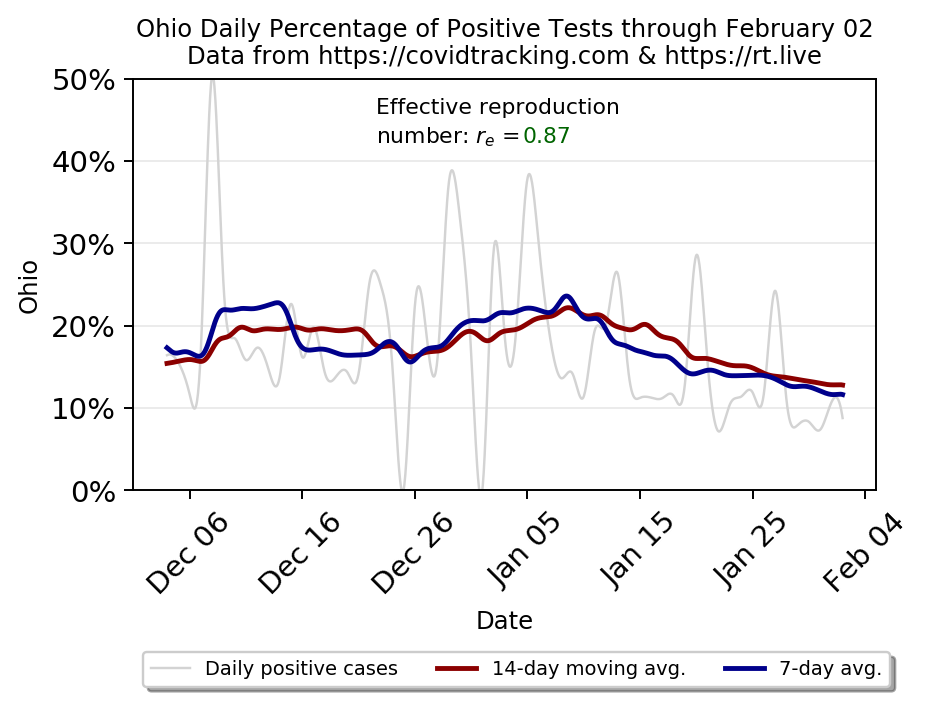 Ohio Daily Percentage of Positive Tests through February 02
Data from https://covidtracking.com & https://rt.live
50%
Effective reproduction
number: rₑ =0.87
40%
30%
20%
10%
0%
Ohio
Dec 06
Dec 16
Dec 26
Jan 05
Jan 15
Jan 25
Feb 04
Date
Daily positive cases
14-day moving avg.
7-day avg.